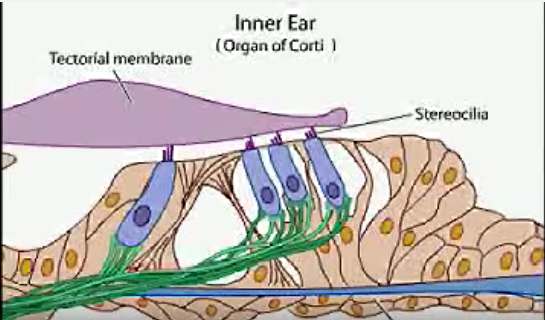 Inner Ear
(Organ of Corti )
Tectorial membrane
Stereocilia